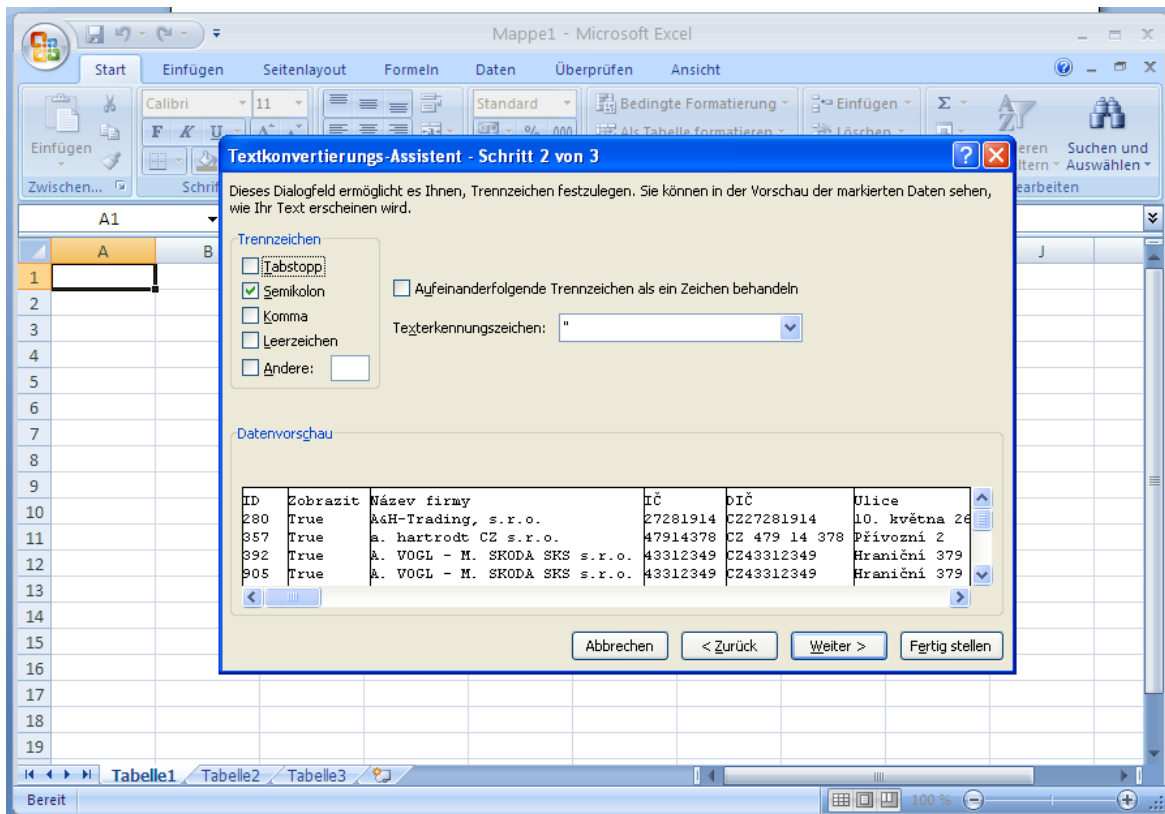 Mappe1 - Microsoft Excel
Start Einfügen Seitenlayout Formeln Daten Überprüfen Ansicht
Calibri 11 Standard Bedingte Formatierung Einfügen Σ
F K U % 000 Als Tabelle formatieren Löschen
Einfügen Suchen und
Auswählen
Zwischen...
A1
Textkonvertierungs-Assistent - Schritt 2 von 3
Dieses Dialogfeld ermöglicht es Ihnen, Trennzeichen festzulegen. Sie können in der Vorschau der markierten Daten sehen,
wie Ihr Text erscheinen wird.
Trennzeichen
Tabstopp
Semikolon
Komma
Leerzeichen
Andere:
Aufeinanderfolgende Trennzeichen als ein Zeichen behandeln
Texterkennungszeichen: "
Datenvorschau
ID Zobrazit Název firmy IČ DIČ Ulice
280 True A&H-Trading, s.r.o. 27281914 CZ27281914 10. května 26
357 True a. hartrodt CZ s.r.o. 47914378 CZ 479 14 378 Přívozní 2
392 True A. VOGL - M. SKODA SKS s.r.o. 43312349 CZ43312349 Hraniční 379
905 True A. VOGL - M. SKODA SKS s.r.o. 43312349 CZ43312349 Hraniční 379
Abbrechen < Zurück Weiter > Fertig stellen
A B J
1
2
3
4
5
6
7
8
9
10
11
12
13
14
15
16
17
18
19
Tabelle1 Tabelle2 Tabelle3
Bereit 100 %